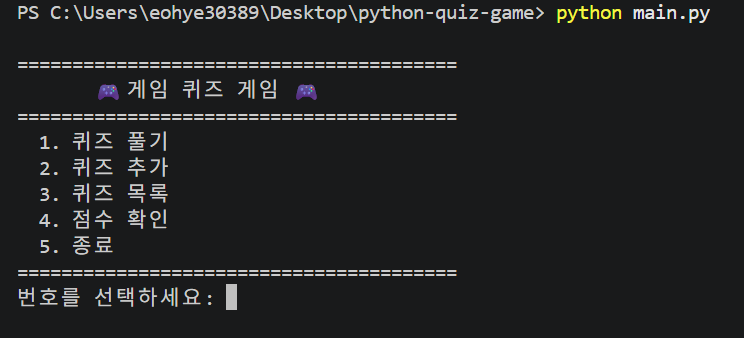 PS C:\Users\eohye30389\Desktop\python-quiz-game> python main.py
========================================
🎮 게임 퀴즈 게임 🎮
========================================
1. 퀴즈 풀기
2. 퀴즈 추가
3. 퀴즈 목록
4. 점수 확인
5. 종료
========================================
번호를 선택하세요: